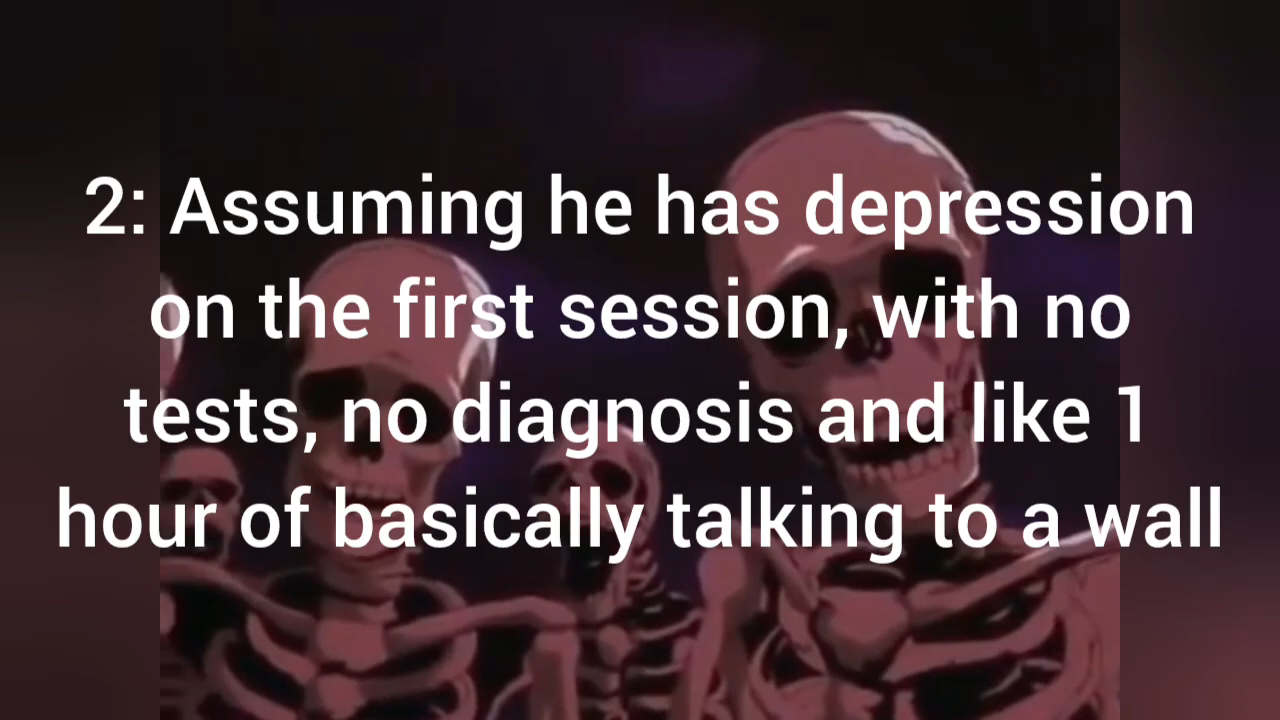 2: Assuming he has depression
on the first session, with no
tests, no diagnosis and like 1
hour of basically talking to a wall